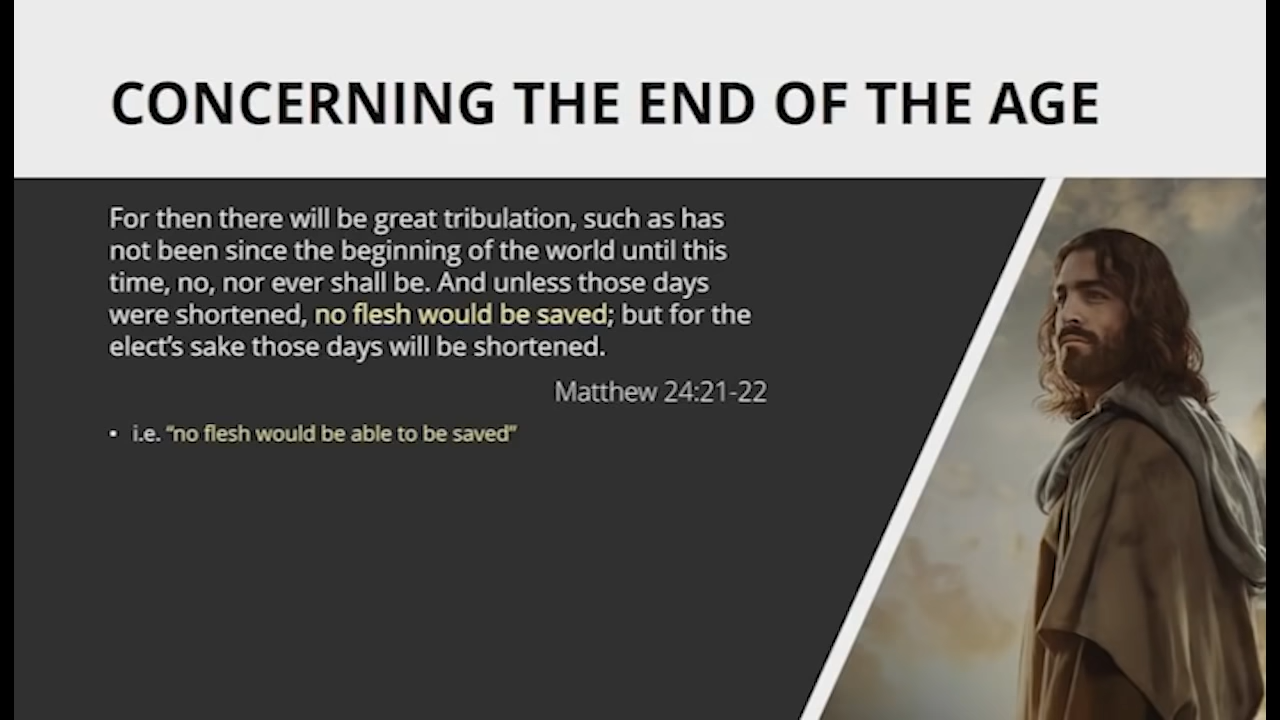 CONCERNING THE END OF THE AGE
For then there will be great tribulation, such as has
not been since the beginning of the world until this
time, no, nor ever shall be. And unless those days
were shortened, no flesh would be saved; but for the
elect's sake those days will be shortened.
Matthew 24:21-22
• i.e. “no flesh would be able to be saved”